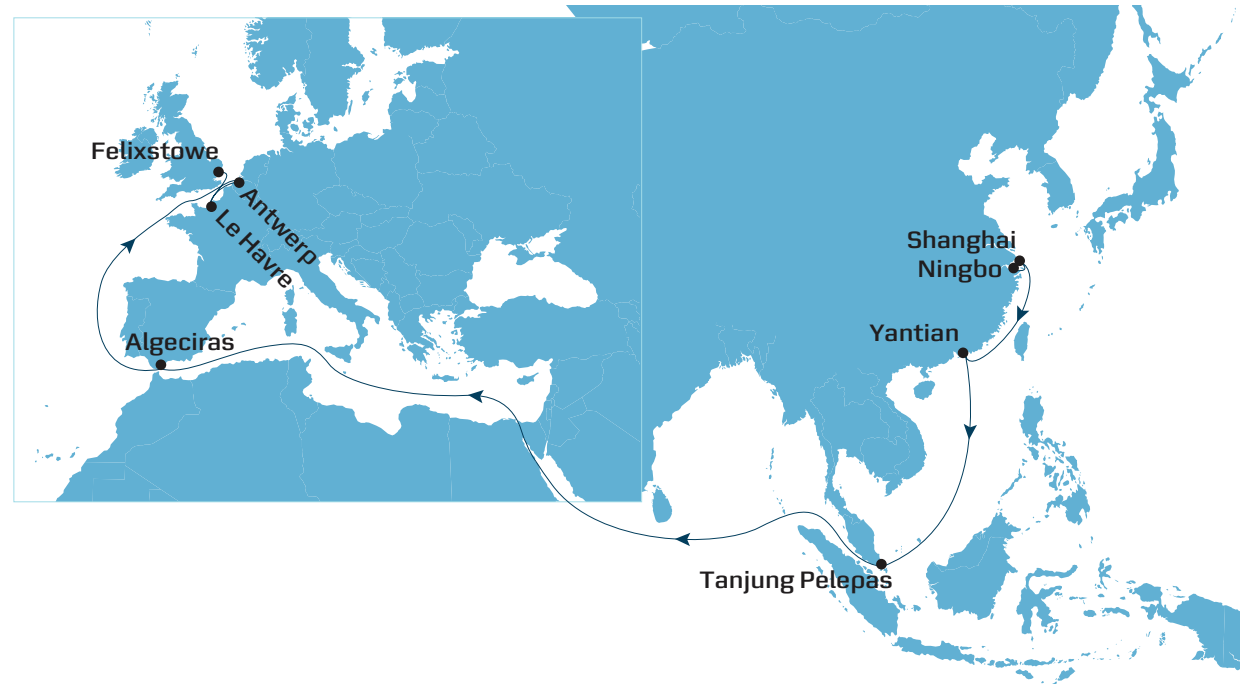 Felixstowe
Antwerp
Le Havre
Algeciras
Shanghai
Ningbo
Yantian
Tanjung Pelepas